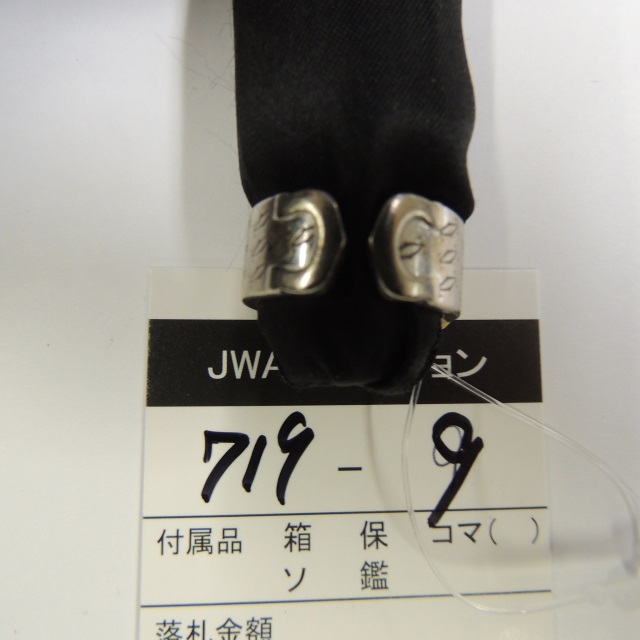 JWA ョン
719-9
付属品 箱 保 コマ( )
ソ 鑑
落札金額